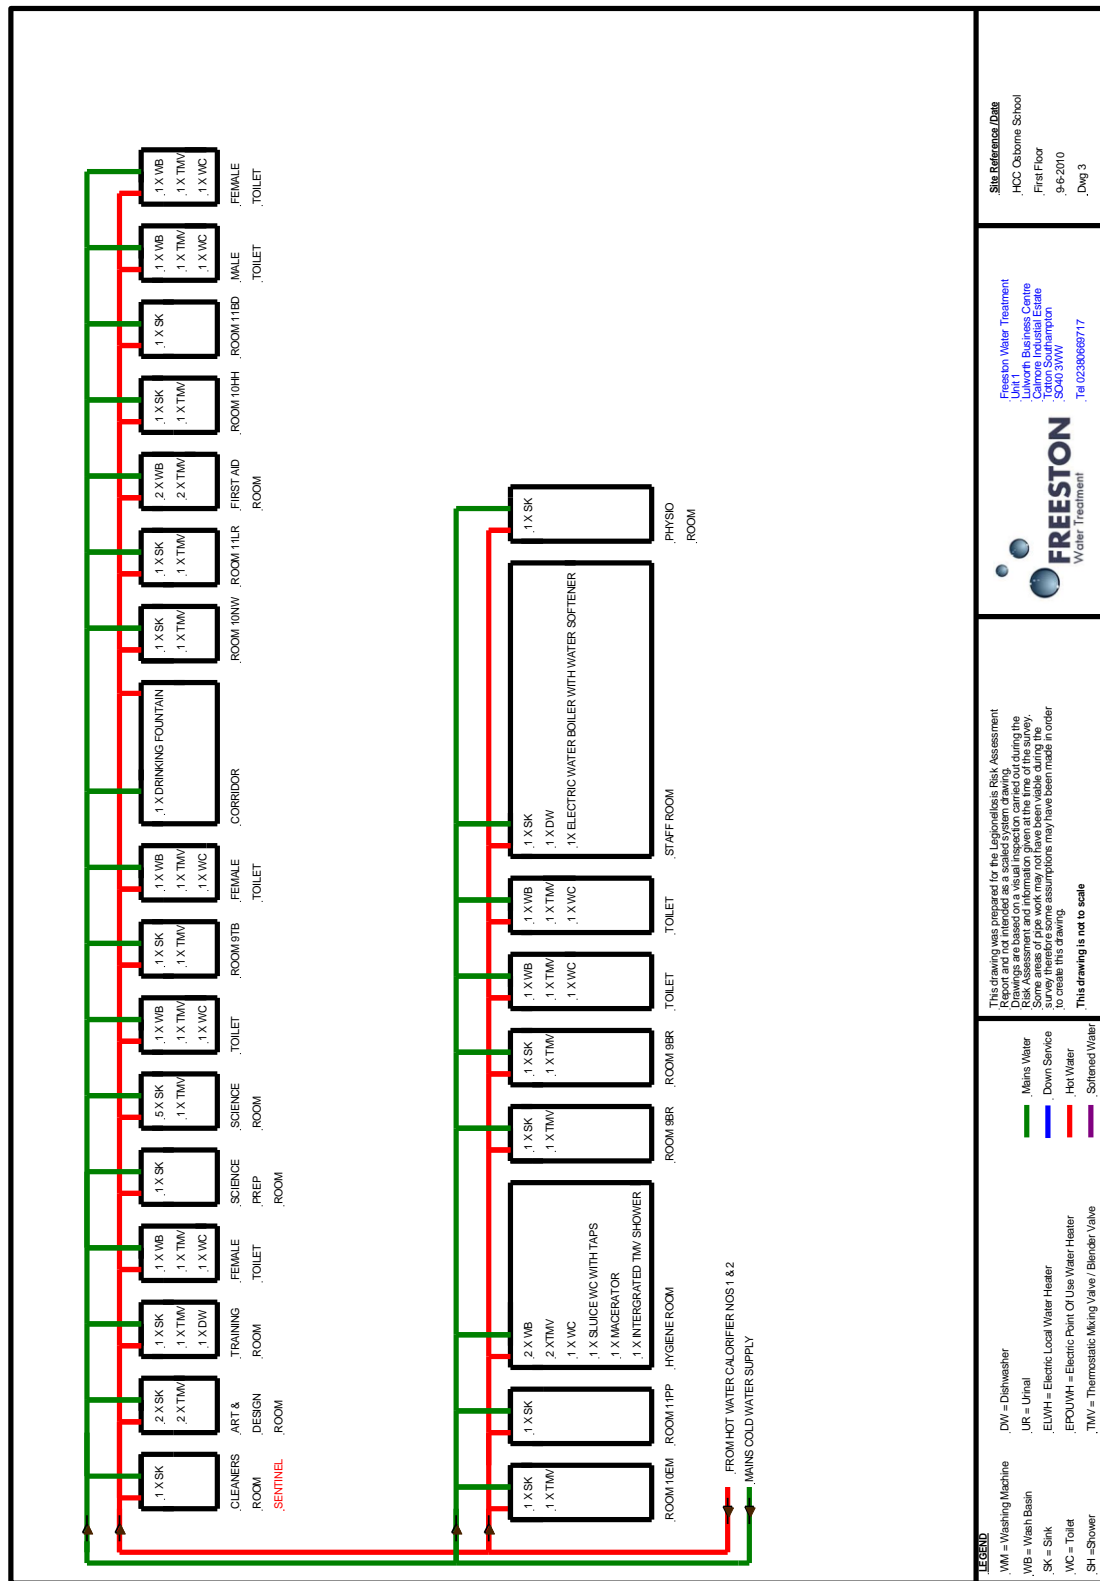 .1 X SK
CLEANERS
.ROOM
.SENTINEL
.2 X SK
.2 X TMV
.ART &
.DESIGN
.ROOM
.1 X SK
.1 X TMV
.1 X DW
.TRAINING
.ROOM
.1 X WB
.1 X TMV
.1 X WC
.FEMALE
.TOILET
.1 X SK
.SCIENCE
.PREP
.ROOM
.5 X SK
.1 X TMV
.SCIENCE
.ROOM
.1 X WB
.1 X TMV
.1 X WC
.TOILET
.1 X SK
.1 X TMV
.ROOM 9TB
.1 X WB
.1 X TMV
.1 X WC
.FEMALE
.TOILET
.1 X DRINKING FOUNTAIN
.CORRIDOR
.1 X SK
.1 X TMV
.ROOM 10NW
.1 X SK
.1 X TMV
.ROOM 11LR
.2 X WB
.2 X TMV
.FIRST AID
.ROOM
.1 X SK
.1 X TMV
.ROOM 10HH
.1 X SK
.ROOM 11BD
.1 X WB
.1 X TMV
.1 X WC
.MALE
.TOILET
.1 X WB
.1 X TMV
.1 X WC
.FEMALE
.TOILET
.1 X SK
.1 X TMV
.ROOM 10EM
.1 X SK
.ROOM 11PP
.2 X WB
.2 XTMV
.1 X WC
.1 X SLUICE WC WITH TAPS
.1 X MACERATOR
.1 X INTERGRATED TMV SHOWER
.HYGIENE ROOM
.1 X SK
.1 X TMV
.ROOM 9BR
.1 X SK
.1 X TMV
.ROOM 9BR
.1 X WB
.1 X TMV
.1 X WC
.TOILET
.1 X WB
.1 X TMV
.1 X WC
.TOILET
.1 X SK
.1 X DW
.1X ELECTRIC WATER BOILER WITH WATER SOFTENER
.STAFF ROOM
.1 X SK
.PHYSIO
.ROOM
.FROM HOT WATER CALORIFIER NOS 1 & 2
.MAINS COLD WATER SUPPLY
.LEGEND
.WM = Washing Machine
.WB = Wash Basin
.SK = Sink
.WC = Toilet
.SH =Shower
.DW = Dishwasher
.UR = Urinal
.ELWH = Electric Local Water Heater
.EPOUWH = Electric Point Of Use Water Heater
.TMV = Thermostatic Mixing Valve / Blender Valve
.Mains Water
.Down Service
.Hot Water
.Softened Water
.This drawing was prepared for the Legionellosis Risk Assessment
.Report and not intended as a scaled system drawing.
.Drawings are based on a visual inspection carried out during the
.Risk Assessment and information given at the time of the survey.
.Some areas of pipe work may not have been viable during the
.survey therefore some assumptions may have been made in order
.to create this drawing.
.This drawing is not to scale
FREESTON
Water Treatment
.Freeston Water Treatment
.Unit 1
.Lulworth Business Centre
.Calmore Industrial Estate
.Totton Southampton
.SO40 3WW
.Tel 02380669717
.Site Reference /Date
.HCC Osborne School
.First Floor
.9-6-2010
.Dwg 3